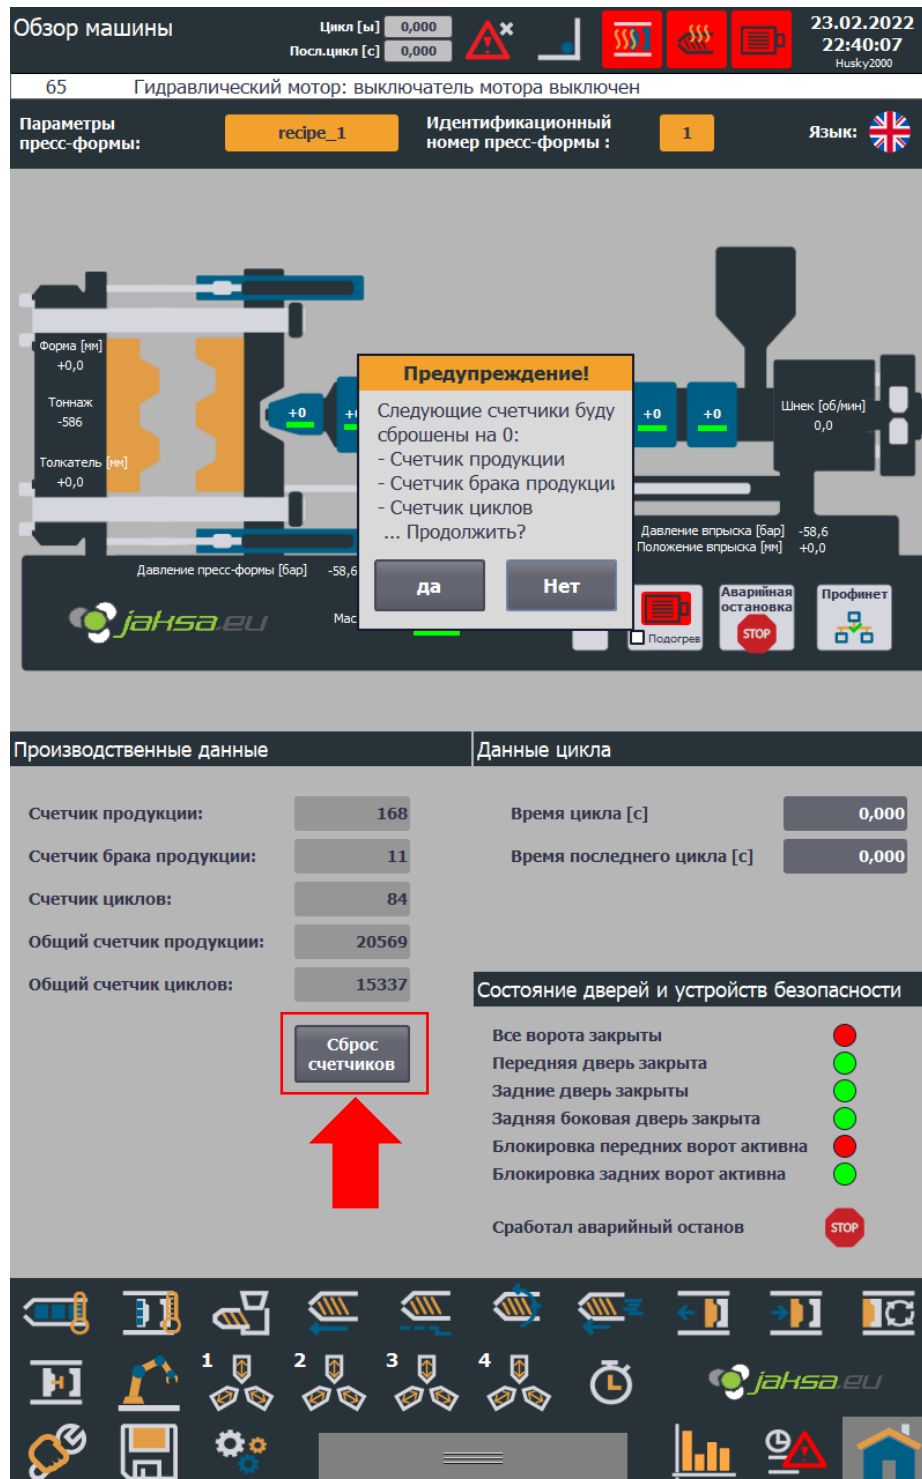 Обзор машины
Цикл [ы] 0,000
Посл.цикл [с] 0,000
23.02.2022
22:40:07
Husky2000
65 Гидравлический мотор: выключатель мотора выключен
Параметры пресс-формы: recipe_1
Идентификационный номер пресс-формы : 1
Язык:
Форма [мм]
+0,0
Тоннаж
-586
Толкатель [мм]
+0,0
+0
+0
+0
Шнек [об/мин]
0,0
Предупреждение!
Следующие счетчики буду
сброшены на 0:
- Счетчик продукции
- Счетчик брака продукции
- Счетчик циклов
... Продолжить?
да
Нет
Давление впрыска [бар] -58,6
Положение впрыска [мм] +0,0
Давление пресс-формы [бар] -58,6
jaksa.eu
Мас
Подогрев
Аварийная
остановка
STOP
Профинет
Производственные данные
Счетчик продукции: 168
Счетчик брака продукции: 11
Счетчик циклов: 84
Общий счетчик продукции: 20569
Общий счетчик циклов: 15337
Сброс
счетчиков
Данные цикла
Время цикла [с] 0,000
Время последнего цикла [с] 0,000
Состояние дверей и устройств безопасности
Все ворота закрыты
Передняя дверь закрыта
Задние дверь закрыты
Задняя боковая дверь закрыта
Блокировка передних ворот активна
Блокировка задних ворот активна
Сработал аварийный останов
STOP
1 2 3 4
jaksa.eu